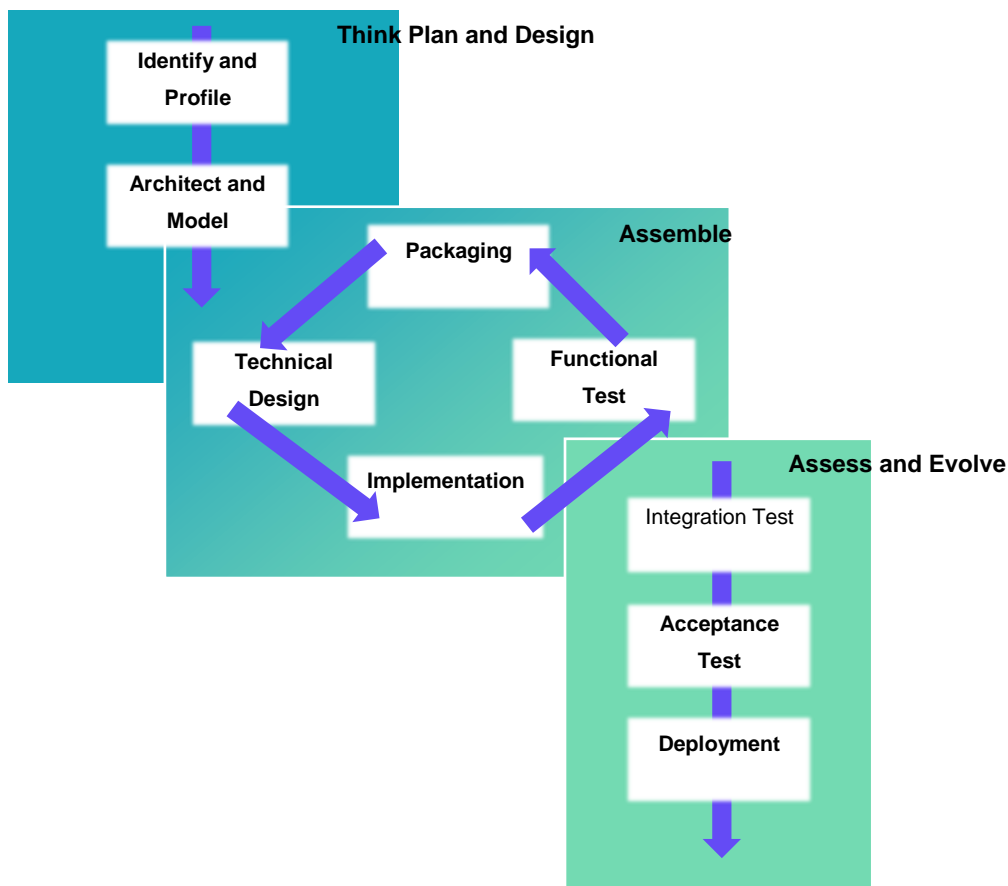 Think Plan and Design
Identify and
Profile
Architect and
Model
Assemble
Packaging
Technical
Design
Functional
Test
Implementation
Assess and Evolve
Integration Test
Acceptance
Test
Deployment